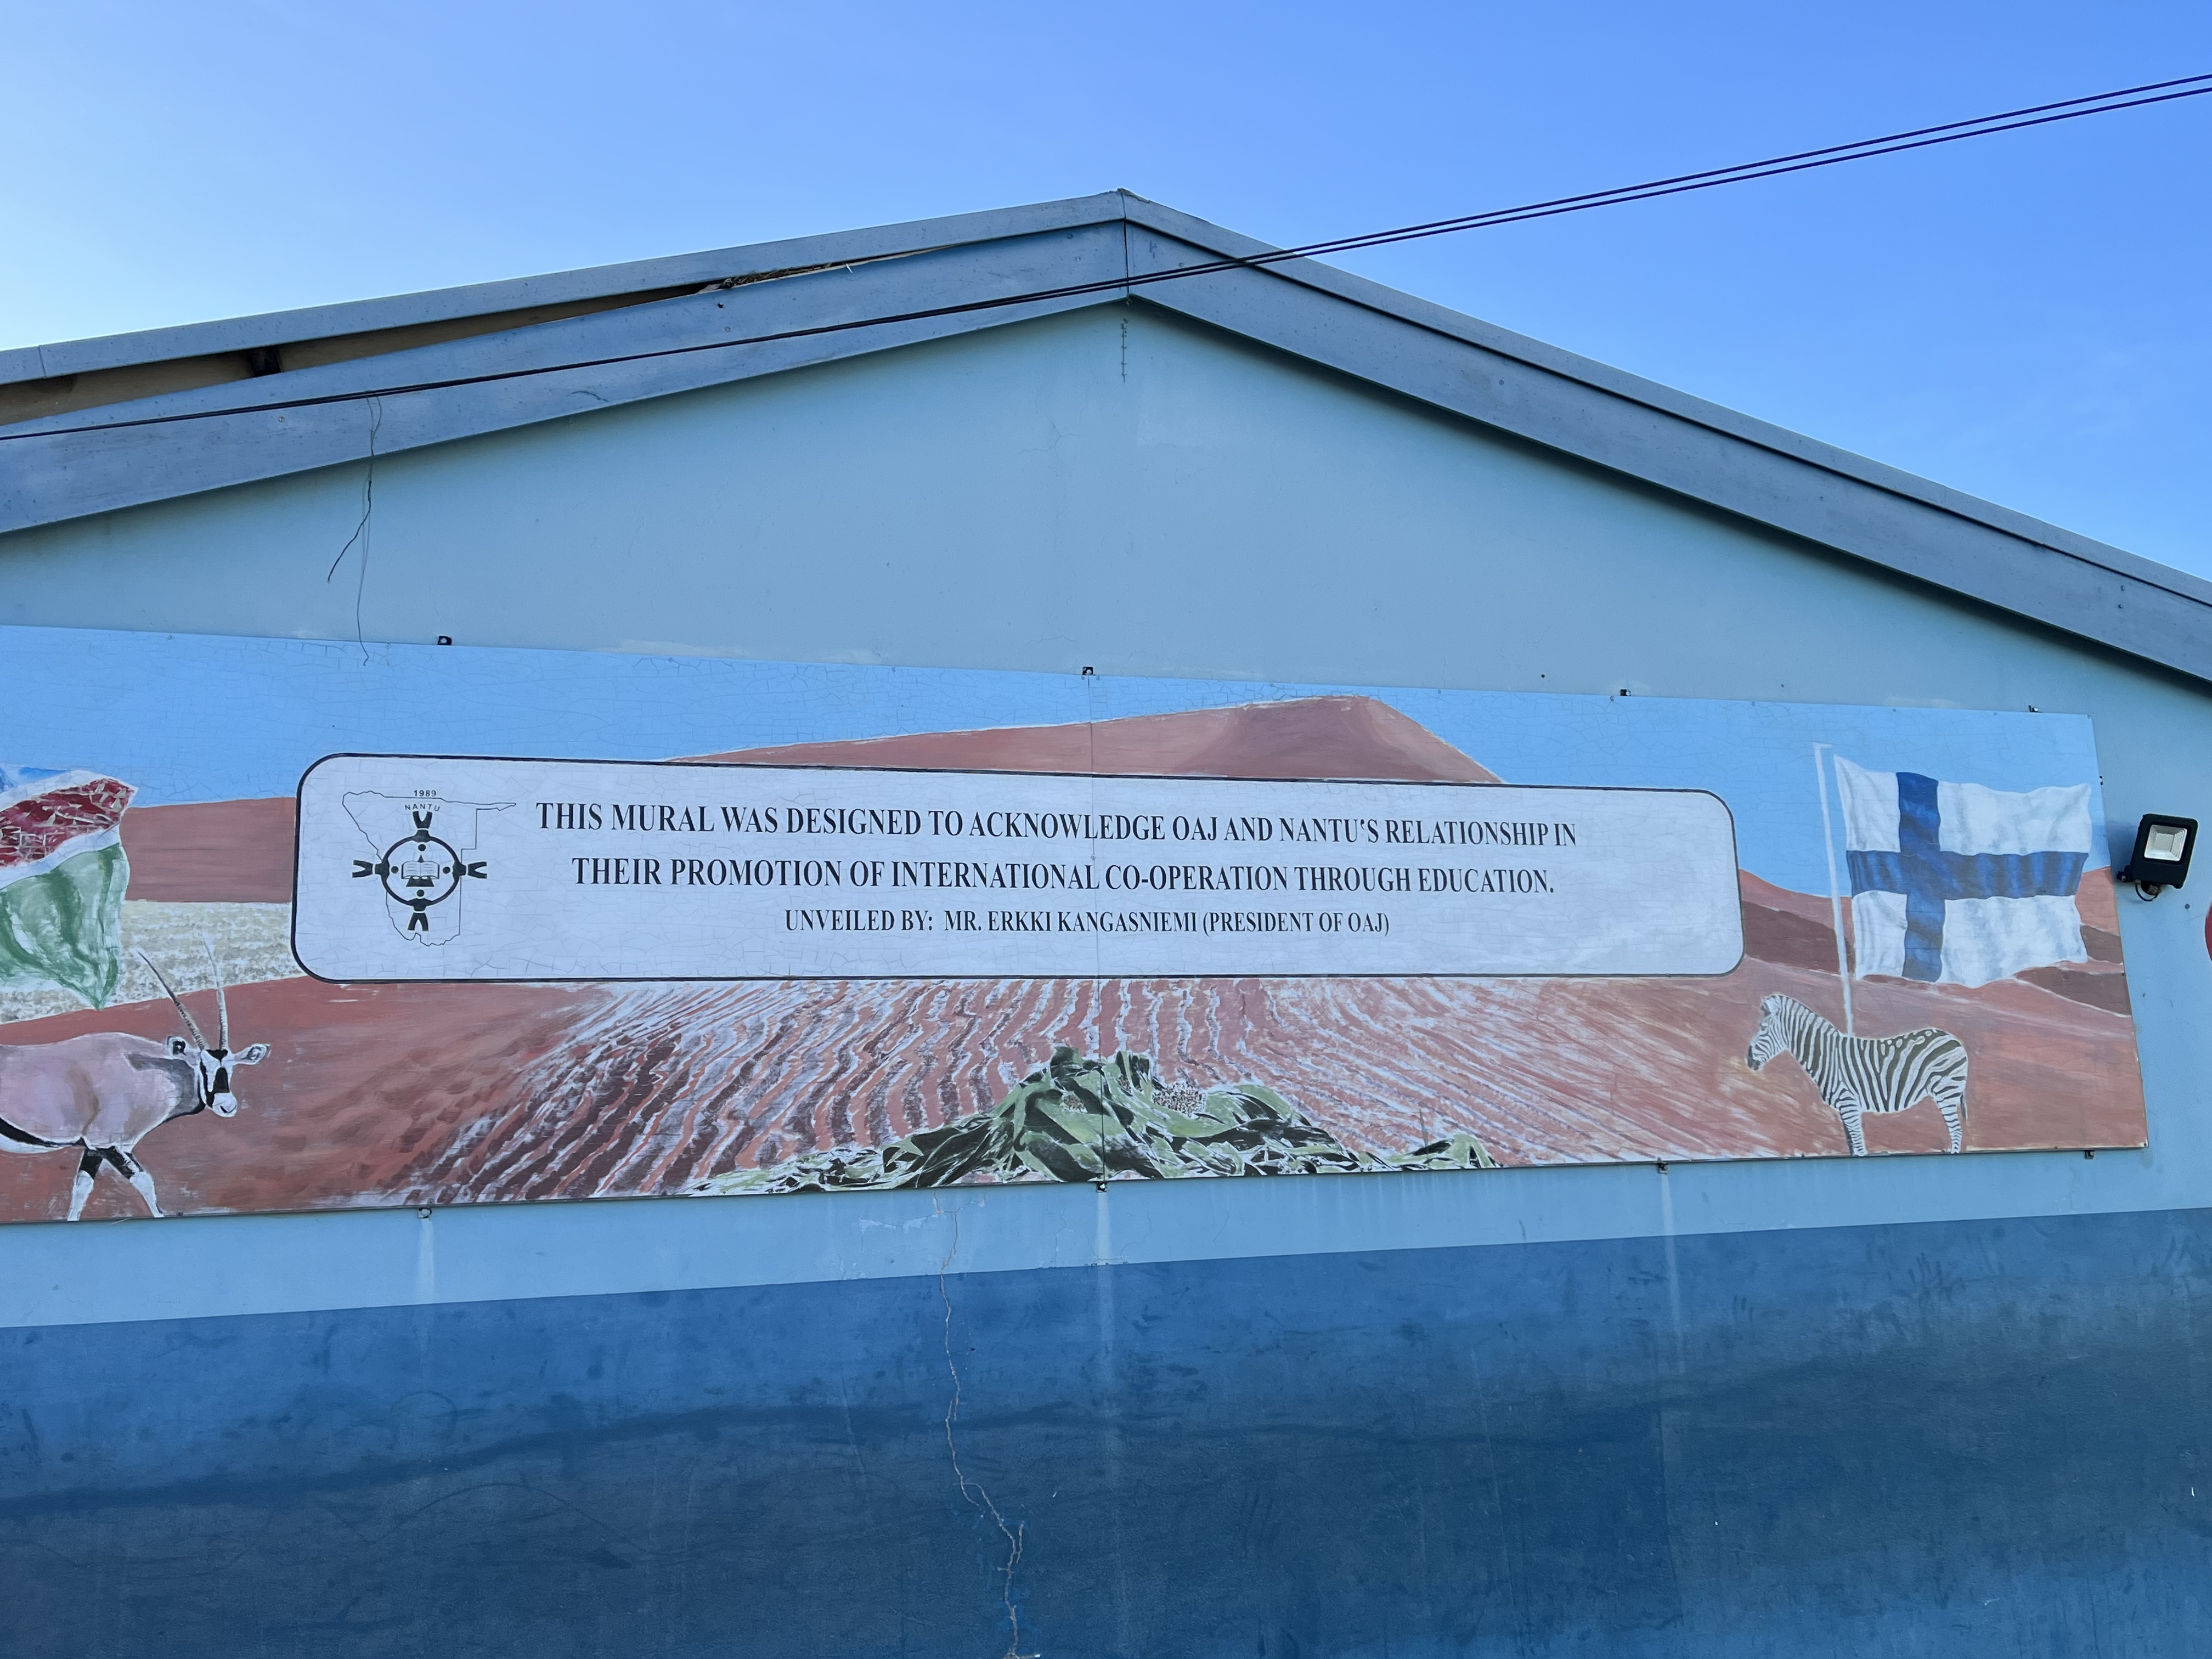 1989
NANTU
THIS MURAL WAS DESIGNED TO ACKNOWLEDGE OAJ AND NANTU'S RELATIONSHIP IN
THEIR PROMOTION OF INTERNATIONAL CO-OPERATION THROUGH EDUCATION.
UNVEILED BY: MR. ERKKI KANGASNIEMI (PRESIDENT OF OAJ)